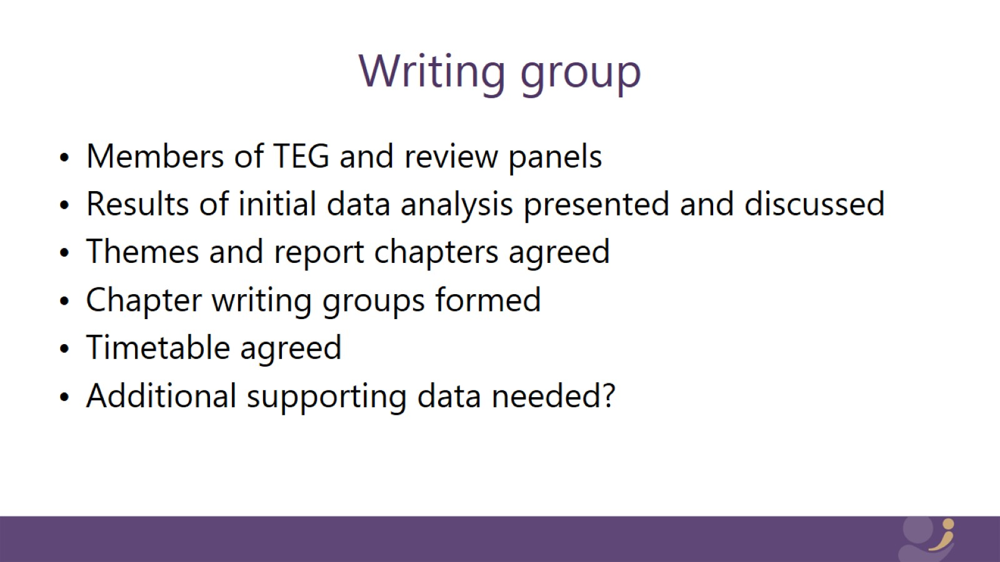 Writing group
• Members of TEG and review panels
• Results of initial data analysis presented and discussed
• Themes and report chapters agreed
• Chapter writing groups formed
• Timetable agreed
• Additional supporting data needed?